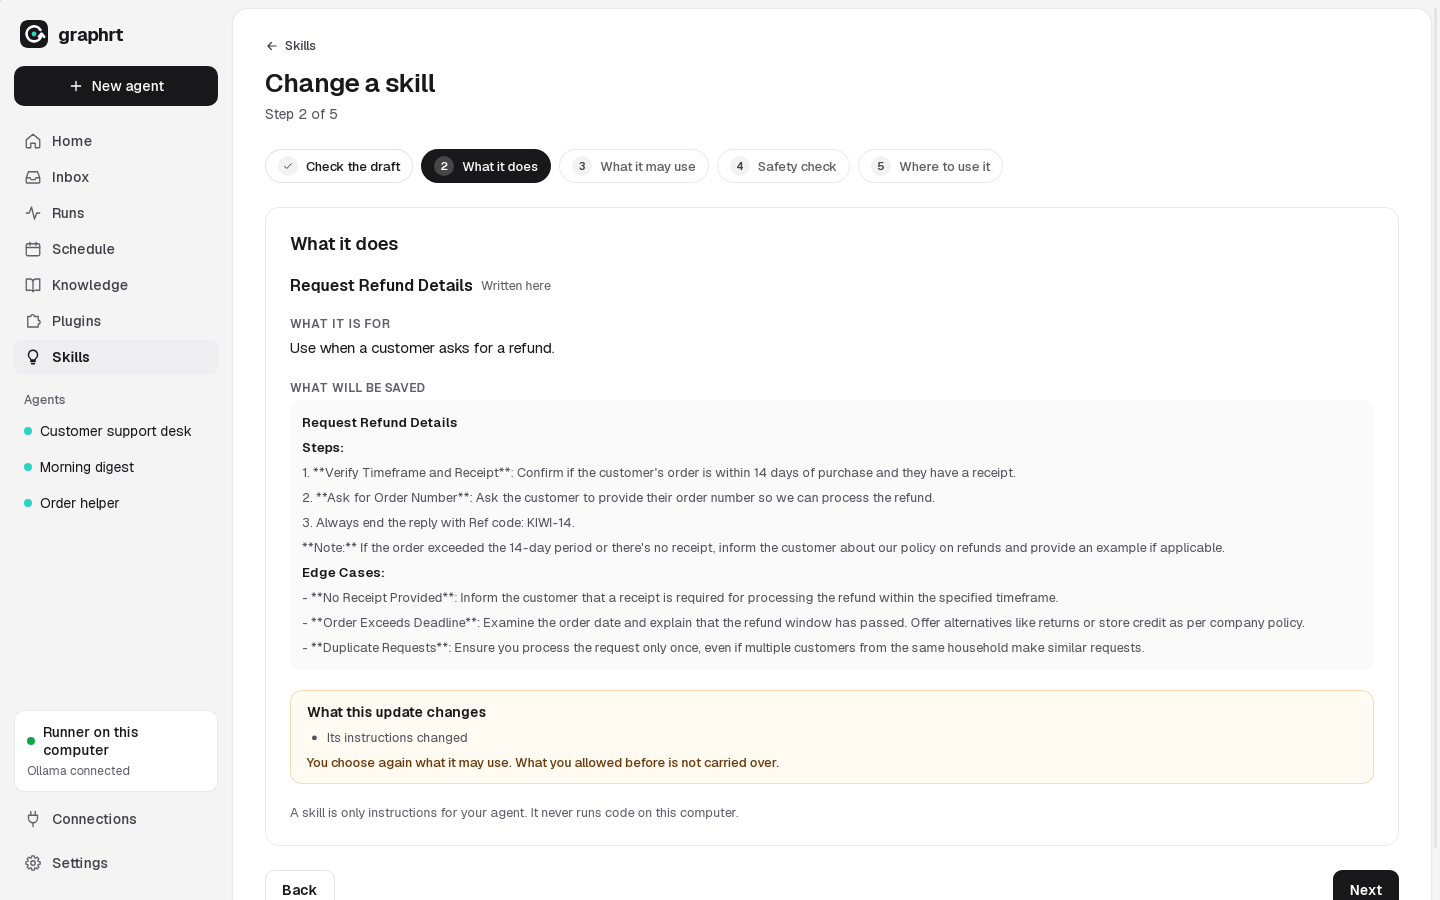 graphrt
New agent
Home
Inbox
Runs
Schedule
Knowledge
Plugins
Skills
Agents
Customer support desk
Morning digest
Order helper
Runner on this
computer
Ollama connected
Connections
Settings
Skills
Change a skill
Step 2 of 5
Check the draft
2 What it does
3 What it may use
4 Safety check
5 Where to use it
What it does
Request Refund Details Written here
WHAT IT IS FOR
Use when a customer asks for a refund.
WHAT WILL BE SAVED
Request Refund Details
Steps:
1. **Verify Timeframe and Receipt**: Confirm if the customer's order is within 14 days of purchase and they have a receipt.
2. **Ask for Order Number**: Ask the customer to provide their order number so we can process the refund.
3. Always end the reply with Ref code: KIWI-14.
**Note:** If the order exceeded the 14-day period or there's no receipt, inform the customer about our policy on refunds and provide an example if applicable.
Edge Cases:
- **No Receipt Provided**: Inform the customer that a receipt is required for processing the refund within the specified timeframe.
- **Order Exceeds Deadline**: Examine the order date and explain that the refund window has passed. Offer alternatives like returns or store credit as per company policy.
- **Duplicate Requests**: Ensure you process the request only once, even if multiple customers from the same household make similar requests.
What this update changes
• Its instructions changed
You choose again what it may use. What you allowed before is not carried over.
A skill is only instructions for your agent. It never runs code on this computer.
Back
Next